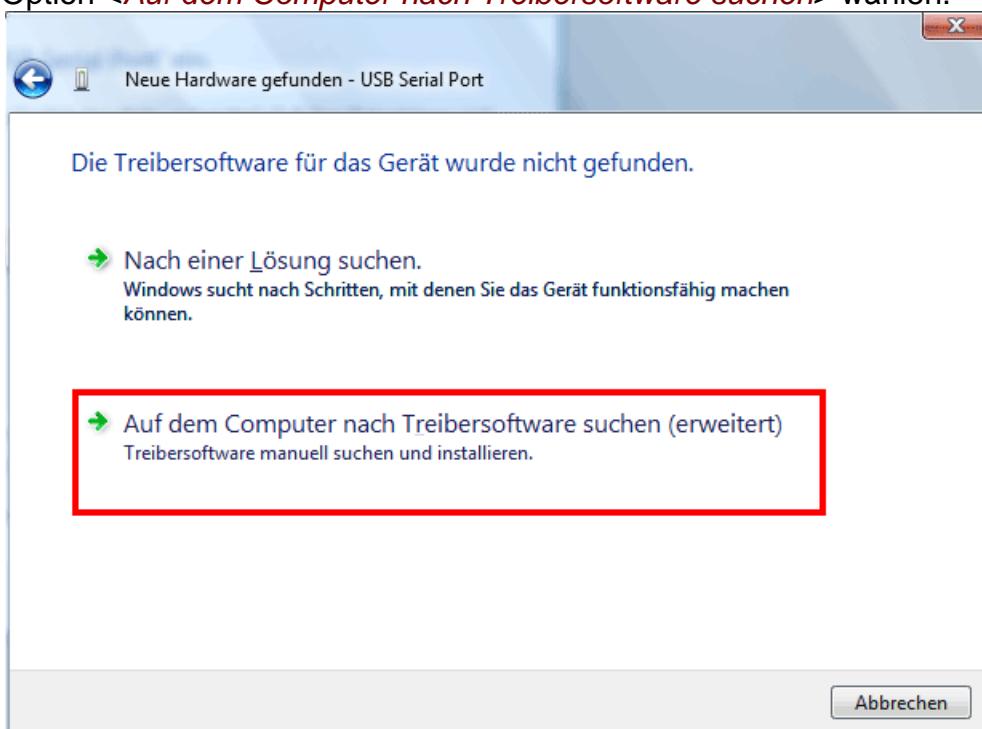 Option <Auf dem Computer nach Treibersoftware suchen> wählen.
Neue Hardware gefunden - USB Serial Port
Die Treibersoftware für das Gerät wurde nicht gefunden.
Nach einer Lösung suchen.
Windows sucht nach Schritten, mit denen Sie das Gerät funktionsfähig machen
können.
Auf dem Computer nach Treibersoftware suchen (erweitert)
Treibersoftware manuell suchen und installieren.
Abbrechen